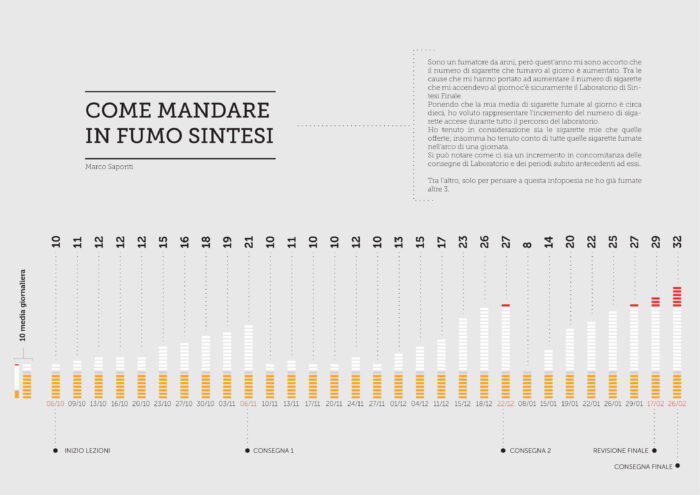 COME MANDARE
IN FUMO SINTESI
Marco Saporiti
Sono un fumatore da anni, però quest'anno mi sono accorto che
il numero di sigarette che fumavo al giorno è aumentato. Tra le
cause che mi hanno portato ad aumentare il numero di sigarette
che mi accendevo al giornoc'è sicuramente il Laboratorio di Sin-
tesi Finale.
Ponendo che la mia media di sigarette fumate al giorno è circa
dieci, ho voluto rappresentare l'incremento del numero di siga-
rette accese durante tutto il percorso del laboratorio.
Ho tenuto in considerazione sia le sigarette mie che quelle
offerte, insomma ho tenuto conto di tutte quelle sigarette fumate
nell'arco di una giornata.
Si può notare come ci sia un incremento in concomitanza delle
consegne di Laboratorio e dei periodi subito antecedenti ad essi.
Tra l'altro, solo per pensare a questa infopoesia ne ho già fumate
altre 3.
10 11 12 12 12 15 16 18 19 21 10 11 10 10 12 10 13 15 17 23 26 27 8 14 20 22 25 27 29 32
10 media giornaliera
06/10 09/10 13/10 16/10 20/10 23/10 27/10 30/10 03/11 06/11 10/11 13/11 17/11 20/11 24/11 27/11 01/12 04/12 11/12 15/12 18/12 22/12 08/01 15/01 19/01 22/01 26/01 29/01 17/02 26/02
INIZIO LEZIONI
CONSEGNA 1
CONSEGNA 2
REVISIONE FINALE
CONSEGNA FINALE